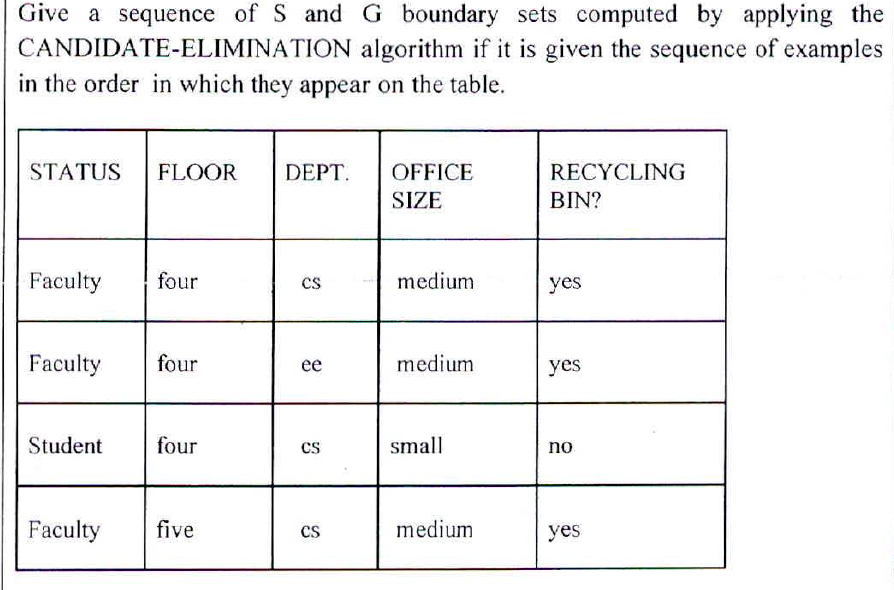 Give a sequence of S and G boundary sets computed by applying the
CANDIDATE-ELIMINATION algorithm if it is given the sequence of examples
in the order in which they appear on the table.
STATUS FLOOR DEPT. OFFICE SIZE RECYCLING BIN?
Faculty four cs medium yes
Faculty four ee medium yes
Student four cs small no
Faculty five cs medium yes